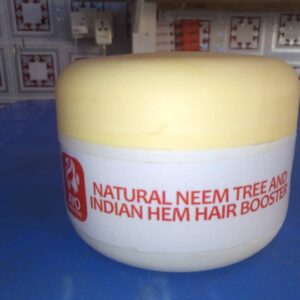 NATURAL NEEM TREE AND
INDIAN HEM HAIR BOOSTER